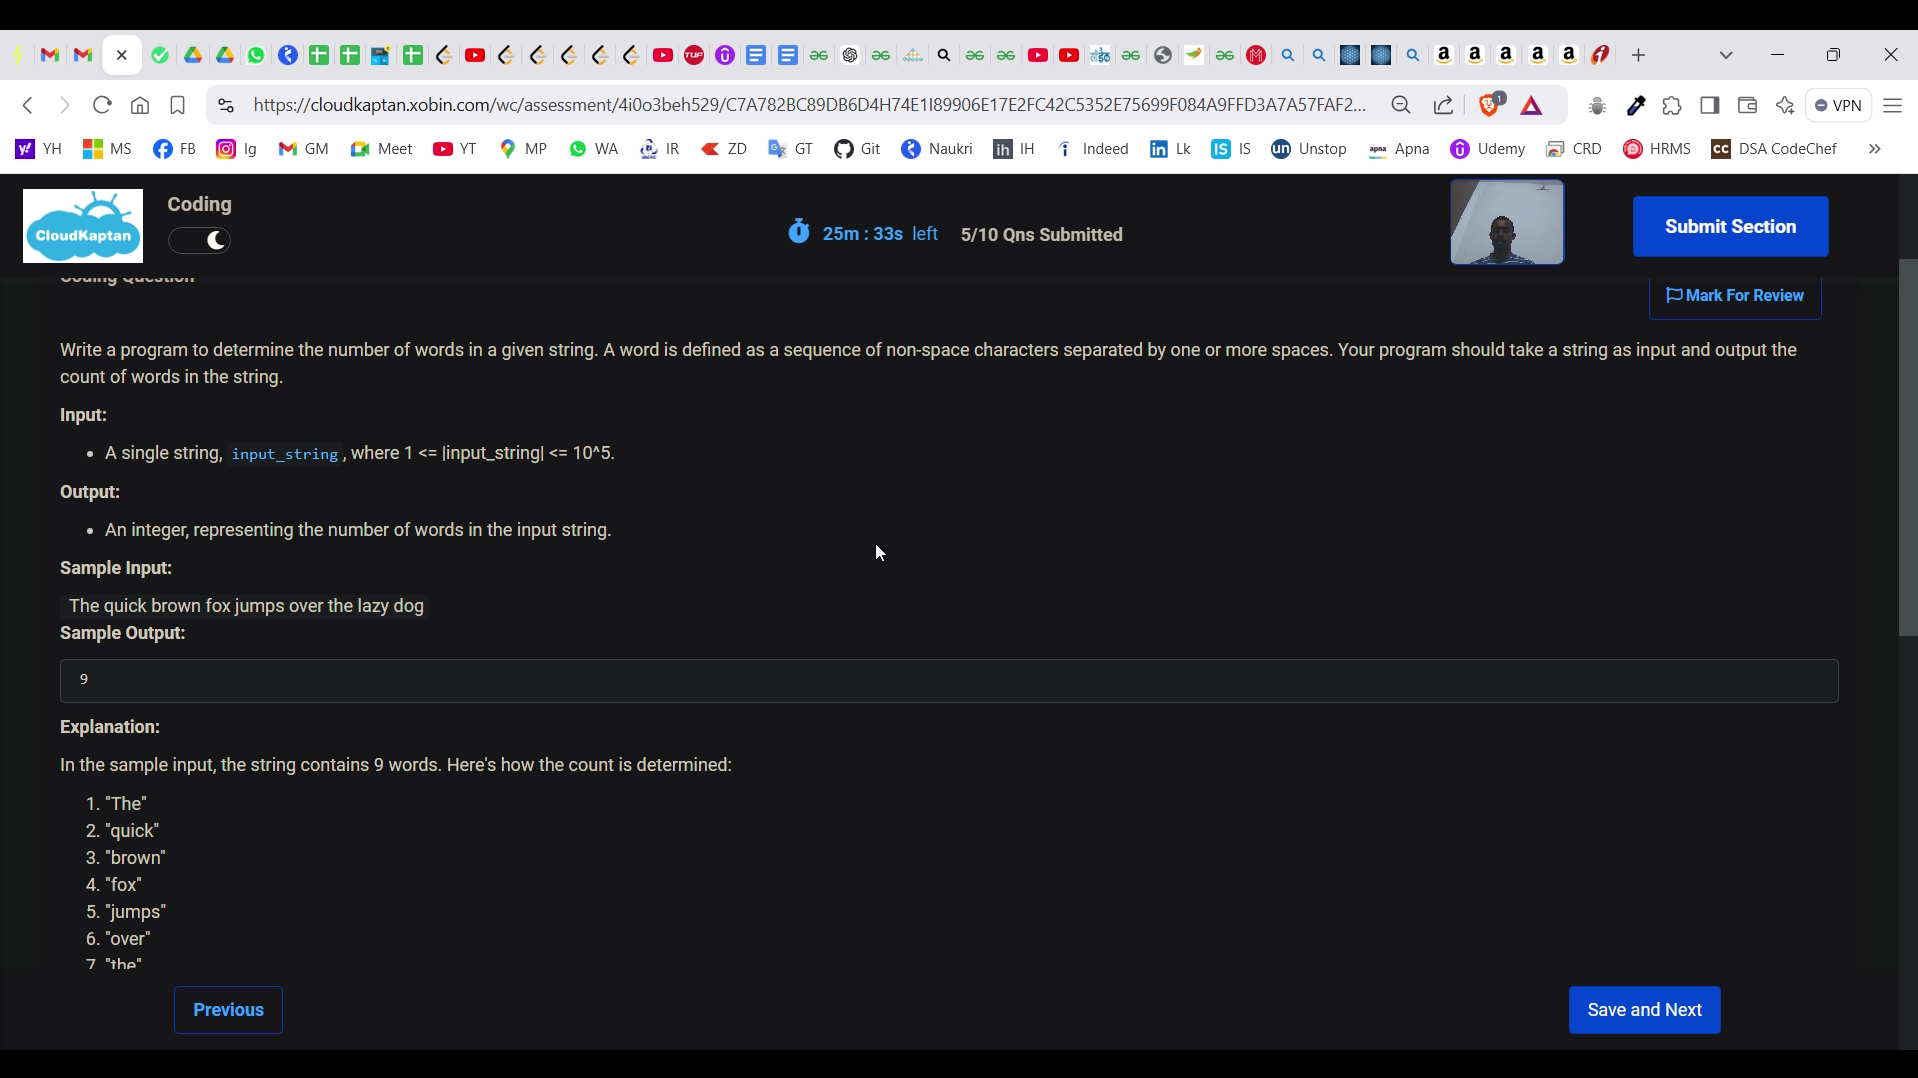 https://cloudkaptan.xobin.com/wc/assessment/4i0o3beh529/C7A782BC89DB6D4H74E1I89906E17E2FC42C5352E75699F084A9FFD3A7A57FAF2...
1
VPN
YH MS FB Ig GM Meet YT MP WA IR ZD GT Git Naukri IH Indeed Lk IS Unstop Apna Udemy CRD HRMS DSA CodeChef
CloudKaptan
Coding
25m : 33s left
5/10 Qns Submitted
Submit Section
Coding Question
Mark For Review
Write a program to determine the number of words in a given string. A word is defined as a sequence of non-space characters separated by one or more spaces. Your program should take a string as input and output the
count of words in the string.
Input:
• A single string, input_string, where 1 <= |input_string| <= 10^5.
Output:
• An integer, representing the number of words in the input string.
Sample Input:
The quick brown fox jumps over the lazy dog
Sample Output:
9
Explanation:
In the sample input, the string contains 9 words. Here's how the count is determined:
1. "The"
2. "quick"
3. "brown"
4. "fox"
5. "jumps"
6. "over"
7. "the"
Previous
Save and Next